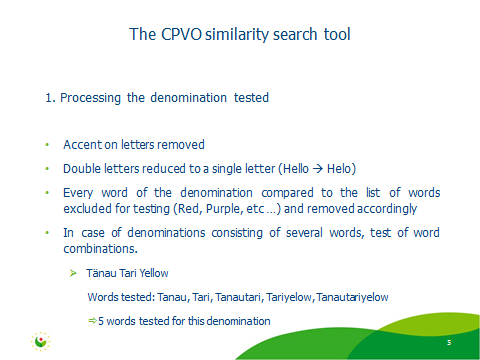 The CPVO similarity search tool
1. Processing the denomination tested
• Accent on letters removed
• Double letters reduced to a single letter (Hello → Helo)
• Every word of the denomination compared to the list of words
excluded for testing (Red, Purple, etc ...) and removed accordingly
• In case of denominations consisting of several words, test of word
combinations.
➢ Tänau Tari Yellow
Words tested: Tanau, Tari, Tanautari, Tariyelow, Tanautariyelow
⇨5 words tested for this denomination
5